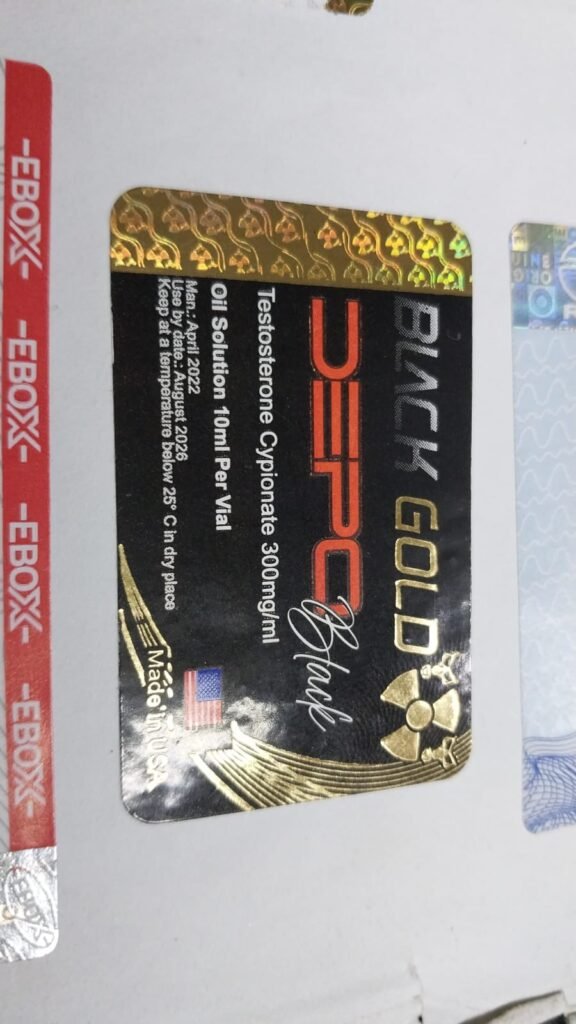 BLACK GOLD
DEPO Black
Testosterone Cypionate 300mg/ml
Oil Solution 10ml Per Vial
Man.: April 2022
Use by date.: August 2026
Keep at a temperature below 25° C in dry place
Made in USA
-EBOX- -EBOX- -EBOX- -EBOX-
EBOX